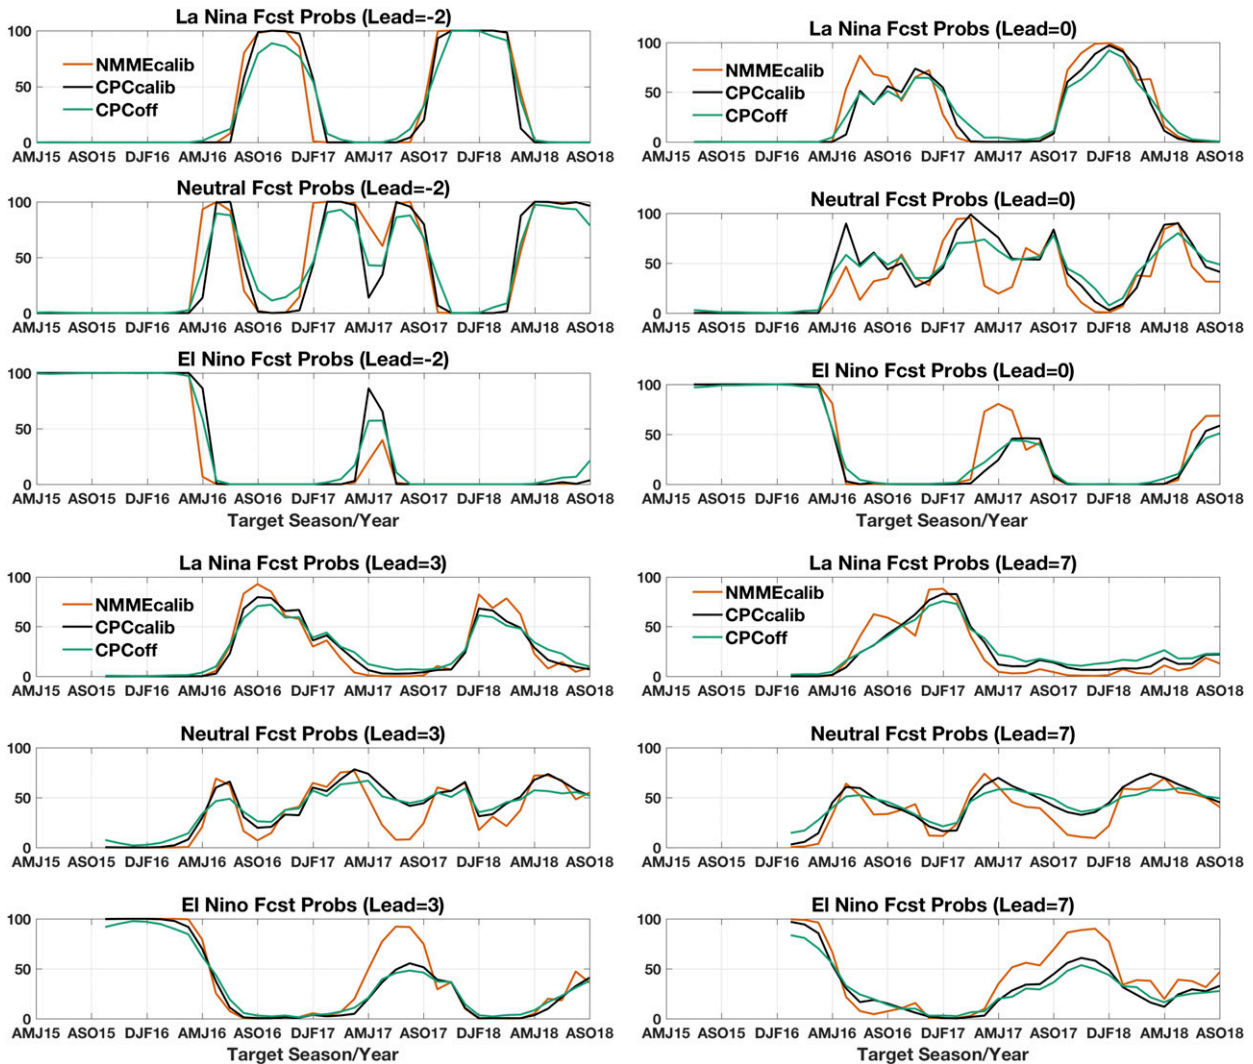 La Nina Fcst Probs (Lead=-2)
100
50
0
NMMEcalib
CPCcalib
CPCoff
AMJ15 ASO15 DJF16 AMJ16 ASO16 DJF17 AMJ17 ASO17 DJF18 AMJ18 ASO18
Neutral Fcst Probs (Lead=-2)
100
50
0
AMJ15 ASO15 DJF16 AMJ16 ASO16 DJF17 AMJ17 ASO17 DJF18 AMJ18 ASO18
El Nino Fcst Probs (Lead=-2)
100
50
0
AMJ15 ASO15 DJF16 AMJ16 ASO16 DJF17 AMJ17 ASO17 DJF18 AMJ18 ASO18
Target Season/Year
La Nina Fcst Probs (Lead=0)
100
50
0
NMMEcalib
CPCcalib
CPCoff
AMJ15 ASO15 DJF16 AMJ16 ASO16 DJF17 AMJ17 ASO17 DJF18 AMJ18 ASO18
Neutral Fcst Probs (Lead=0)
100
50
0
AMJ15 ASO15 DJF16 AMJ16 ASO16 DJF17 AMJ17 ASO17 DJF18 AMJ18 ASO18
El Nino Fcst Probs (Lead=0)
100
50
0
AMJ15 ASO15 DJF16 AMJ16 ASO16 DJF17 AMJ17 ASO17 DJF18 AMJ18 ASO18
Target Season/Year
La Nina Fcst Probs (Lead=3)
100
50
0
NMMEcalib
CPCcalib
CPCoff
AMJ15 ASO15 DJF16 AMJ16 ASO16 DJF17 AMJ17 ASO17 DJF18 AMJ18 ASO18
Neutral Fcst Probs (Lead=3)
100
50
0
AMJ15 ASO15 DJF16 AMJ16 ASO16 DJF17 AMJ17 ASO17 DJF18 AMJ18 ASO18
El Nino Fcst Probs (Lead=3)
100
50
0
AMJ15 ASO15 DJF16 AMJ16 ASO16 DJF17 AMJ17 ASO17 DJF18 AMJ18 ASO18
Target Season/Year
La Nina Fcst Probs (Lead=7)
100
50
0
NMMEcalib
CPCcalib
CPCoff
AMJ15 ASO15 DJF16 AMJ16 ASO16 DJF17 AMJ17 ASO17 DJF18 AMJ18 ASO18
Neutral Fcst Probs (Lead=7)
100
50
0
AMJ15 ASO15 DJF16 AMJ16 ASO16 DJF17 AMJ17 ASO17 DJF18 AMJ18 ASO18
El Nino Fcst Probs (Lead=7)
100
50
0
AMJ15 ASO15 DJF16 AMJ16 ASO16 DJF17 AMJ17 ASO17 DJF18 AMJ18 ASO18
Target Season/Year